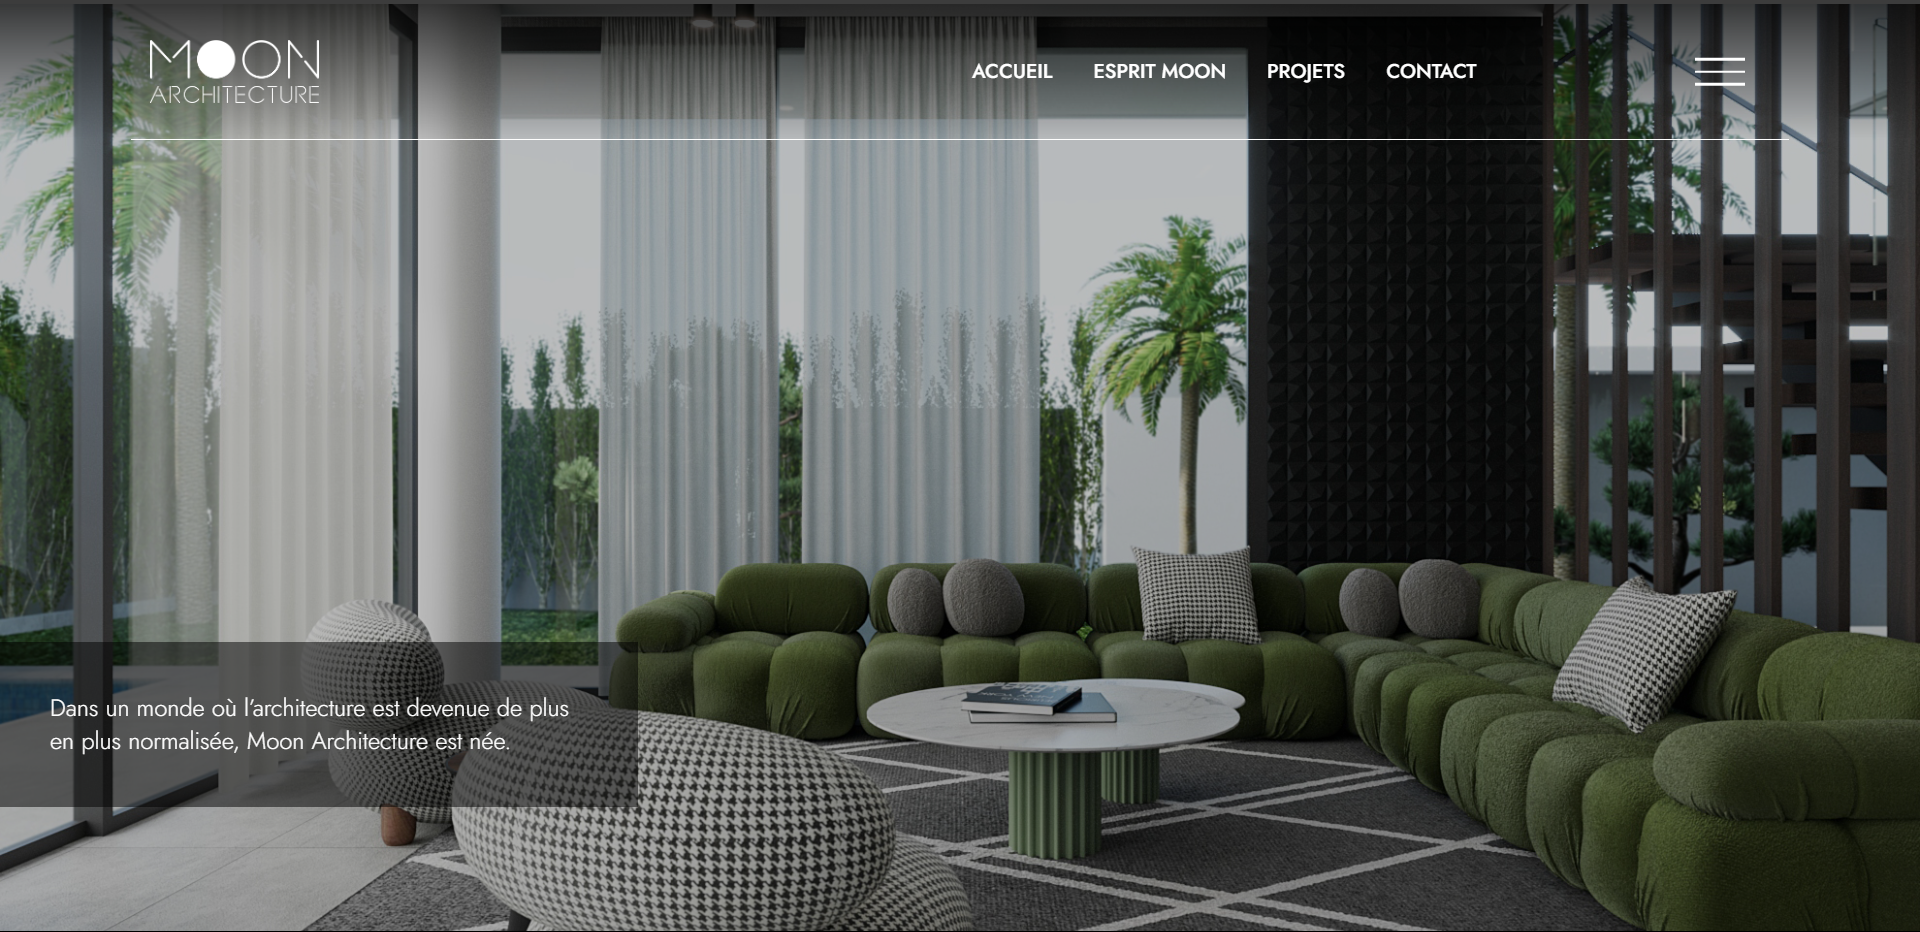 MOON
ARCHITECTURE
ACCUEIL
ESPRIT MOON
PROJETS
CONTACT
Dans un monde où l’architecture est devenue de plus
en plus normalisée, Moon Architecture est née.